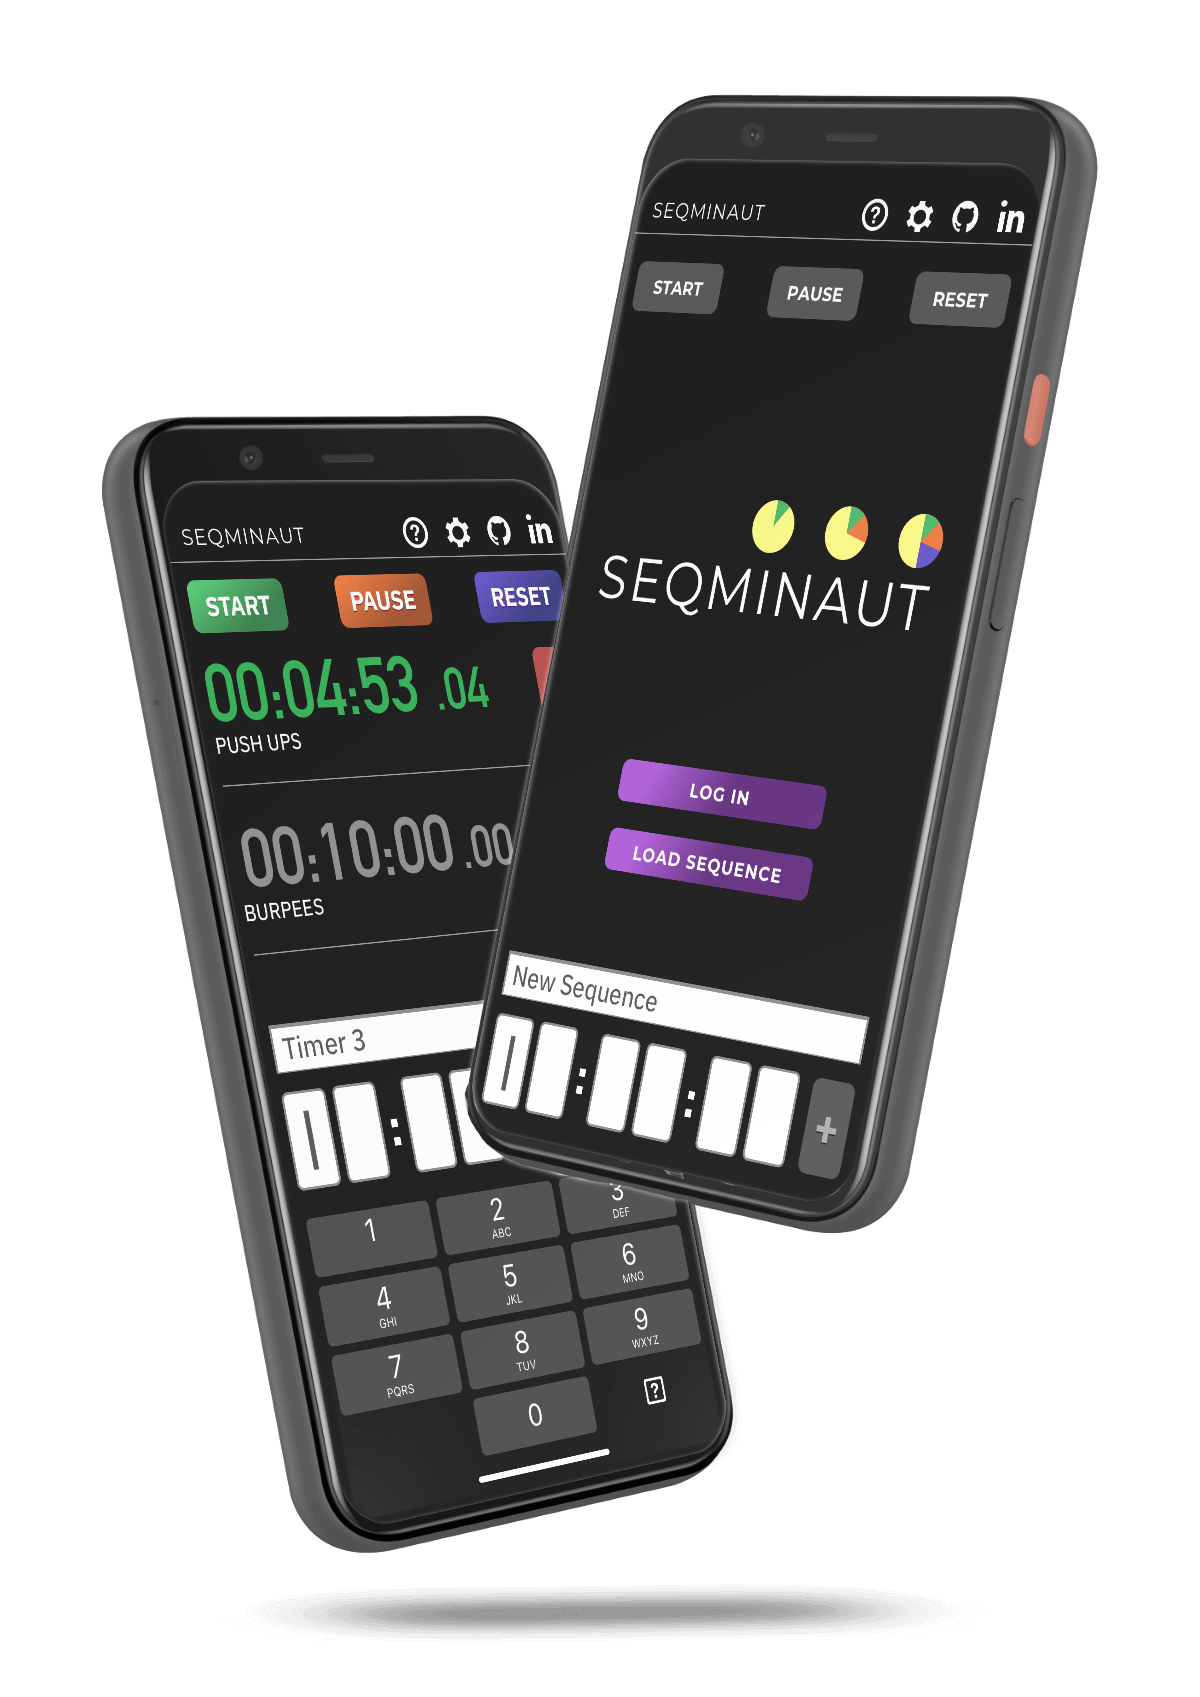 SEQMINAUT
START PAUSE RESET
SEQMINAUT
LOG IN
LOAD SEQUENCE
New Sequence
: :
+
SEQMINAUT
START PAUSE RESET
00:04:53 .04
PUSH UPS
00:10:00 .00
BURPEES
Timer 3
:
1 2 3
ABC DEF
4 5 6
GHI JKL MNO
7 8 9
PQRS TUV WXYZ
0